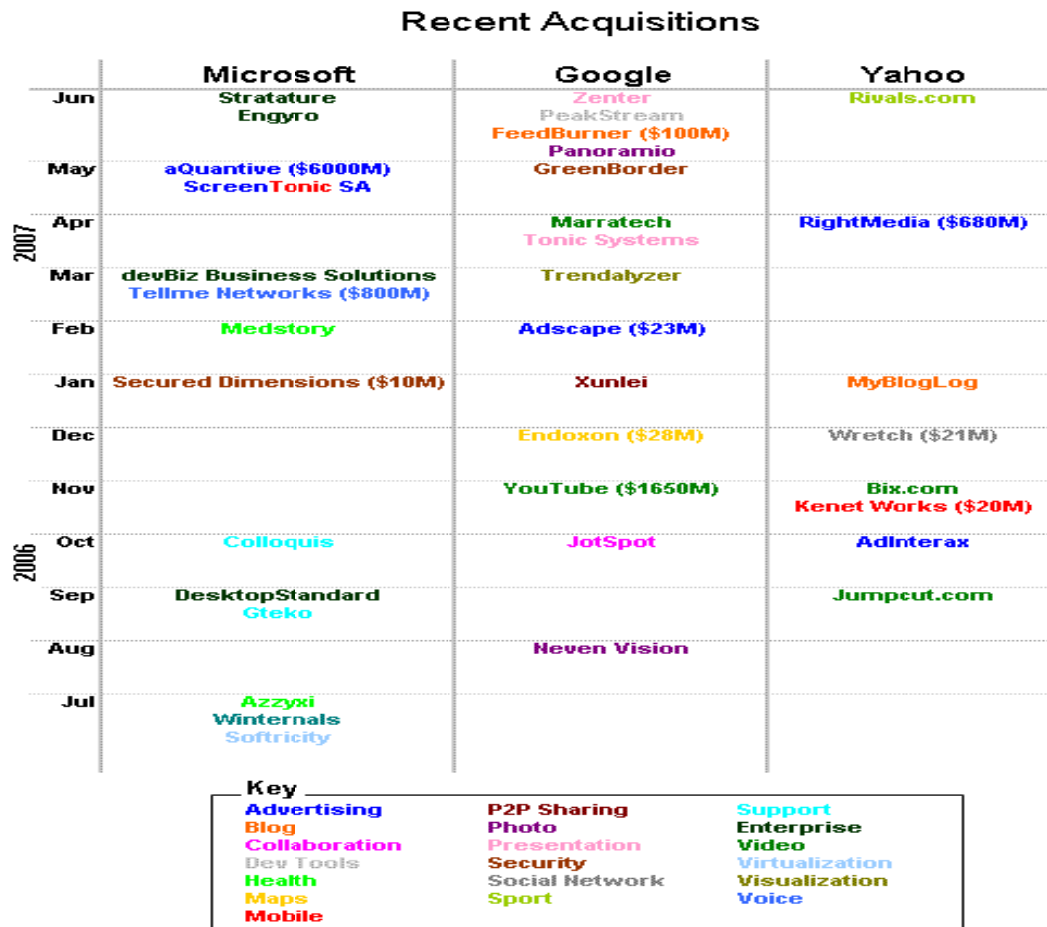 Recent Acquisitions
Microsoft Google Yahoo
Jun Stratature Zenter Rivals.com
Engyro PeakStream
FeedBurner ($100M)
Panoramio
May aQuantive ($6000M) GreenBorder
ScreenTonic SA
2007
Apr Marratech RightMedia ($680M)
Tonic Systems
Mar devBiz Business Solutions Trendalyzer
Tellme Networks ($800M)
Feb Medstory Adscape ($23M)
Jan Secured Dimensions ($10M) Xunlei MyBlogLog
Dec Endoxon ($28M) Wretch ($21M)
Nov YouTube ($1650M) Bix.com
Kenet Works ($20M)
2006
Oct Colloquis JotSpot AdInterax
Sep DesktopStandard Jumpcut.com
Gteko
Aug Neven Vision
Jul Azzyxi
Winternals
Softricity
Key
Advertising P2P Sharing Support
Blog Photo Enterprise
Collaboration Presentation Video
Dev Tools Security Virtualization
Health Social Network Visualization
Maps Sport Voice
Mobile